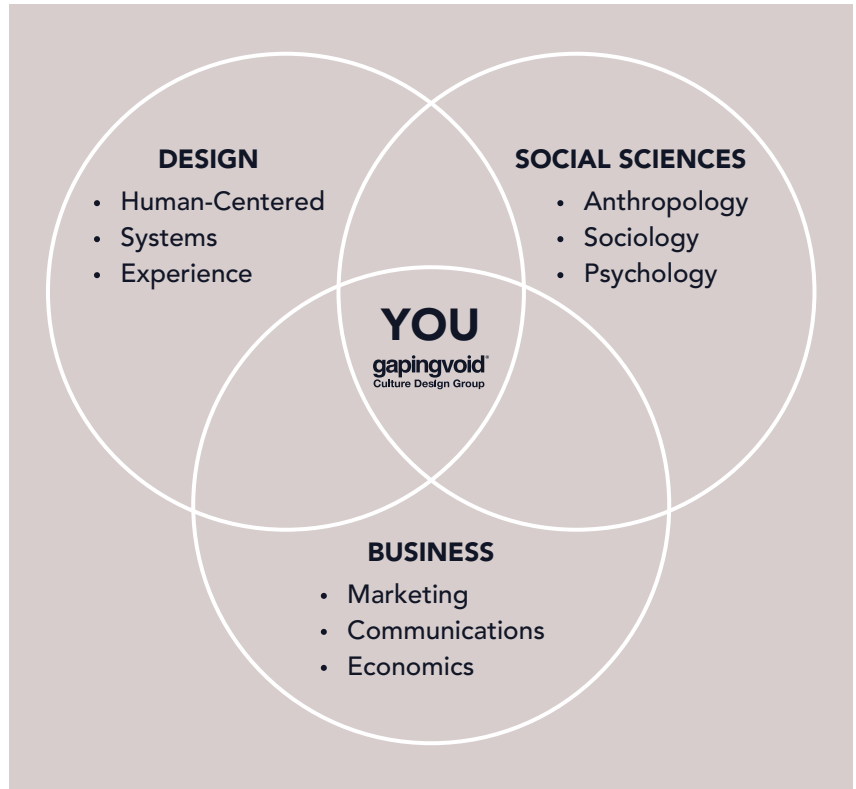 DESIGN
• Human-Centered
• Systems
• Experience
SOCIAL SCIENCES
• Anthropology
• Sociology
• Psychology
YOU
gapingvoid®
Culture Design Group
BUSINESS
• Marketing
• Communications
• Economics